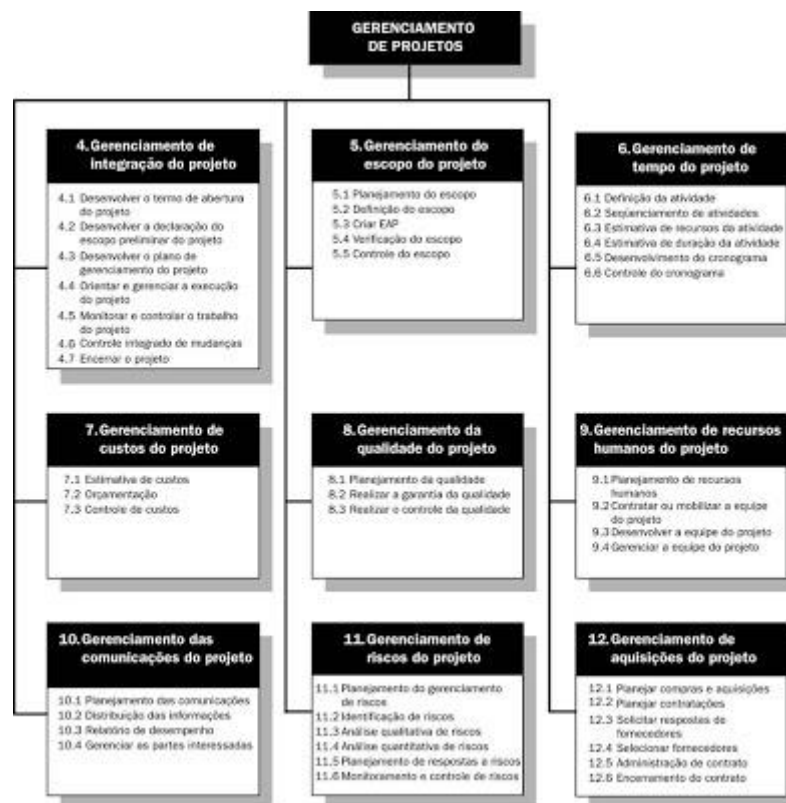 GERENCIAMENTO
DE PROJETOS
4. Gerenciamento de
integração do projeto
4.1 Desenvolver o termo de abertura
do projeto
4.2 Desenvolver a declaração do
escopo preliminar do projeto
4.3 Desenvolver o plano de
gerenciamento do projeto
4.4 Orientar e gerenciar a execução
do projeto
4.5 Monitorar e controlar o trabalho
do projeto
4.6 Controle integrado de mudanças
4.7 Encerrar o projeto
5. Gerenciamento do
escopo do projeto
5.1 Planejamento do escopo
5.2 Definição do escopo
5.3 Criar EAP
5.4 Verificação do escopo
5.5 Controle do escopo
6. Gerenciamento de
tempo do projeto
6.1 Definição da atividade
6.2 Seqüenciamento de atividades
6.3 Estimativa de recursos da atividade
6.4 Estimativa de duração da atividade
6.5 Desenvolvimento do cronograma
6.6 Controle do cronograma
7. Gerenciamento de
custos do projeto
7.1 Estimativa de custos
7.2 Orçamentação
7.3 Controle de custos
8. Gerenciamento da
qualidade do projeto
8.1 Planejamento da qualidade
8.2 Realizar a garantia da qualidade
8.3 Realizar o controle da qualidade
9. Gerenciamento de recursos
humanos do projeto
9.1 Planejamento de recursos
humanos
9.2 Contratar ou mobilizar a equipe
do projeto
9.3 Desenvolver a equipe do projeto
9.4 Gerenciar a equipe do projeto
10. Gerenciamento das
comunicações do projeto
10.1 Planejamento das comunicações
10.2 Distribuição das informações
10.3 Relatório de desempenho
10.4 Gerenciar as partes interessadas
11. Gerenciamento de
riscos do projeto
11.1 Planejamento do gerenciamento
de riscos
11.2 Identificação de riscos
11.3 Análise qualitativa de riscos
11.4 Análise quantitativa de riscos
11.5 Planejamento de respostas a riscos
11.6 Monitoramento e controle de riscos
12. Gerenciamento de
aquisições do projeto
12.1 Planejar compras e aquisições
12.2 Planejar contratações
12.3 Solicitar respostas de
fornecedores
12.4 Selecionar fornecedores
12.5 Administração de contrato
12.6 Encerramento do contrato